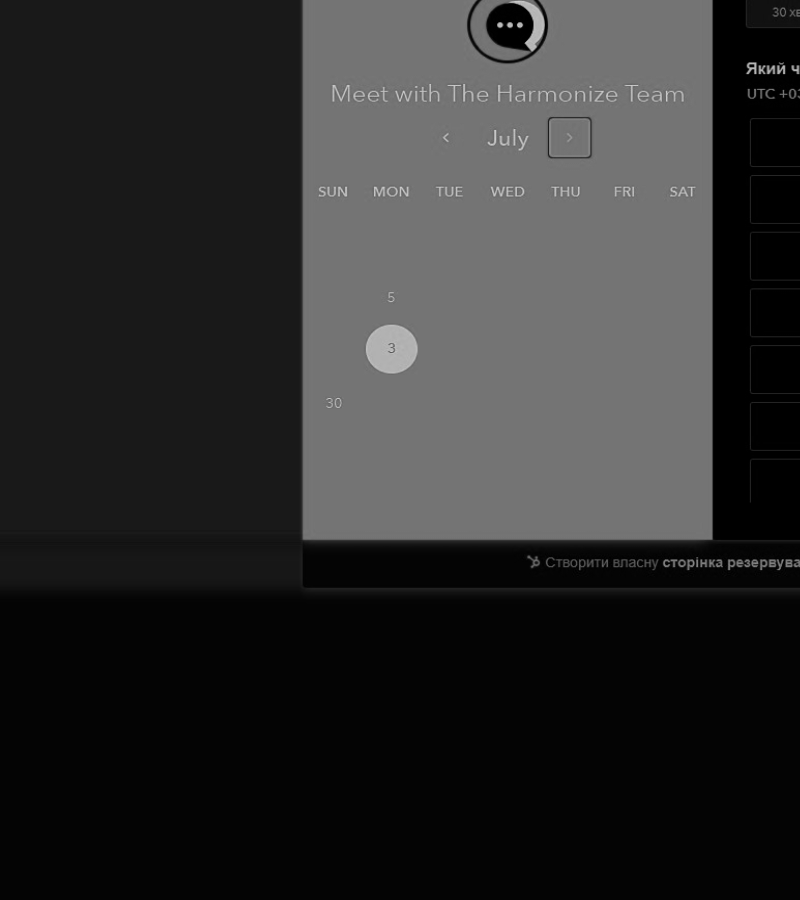 30 хв
Meet with The Harmonize Team
Який ч
UTC +03
July
SUN MON TUE WED THU FRI SAT
5
3
30
Створити власну сторінка резервува